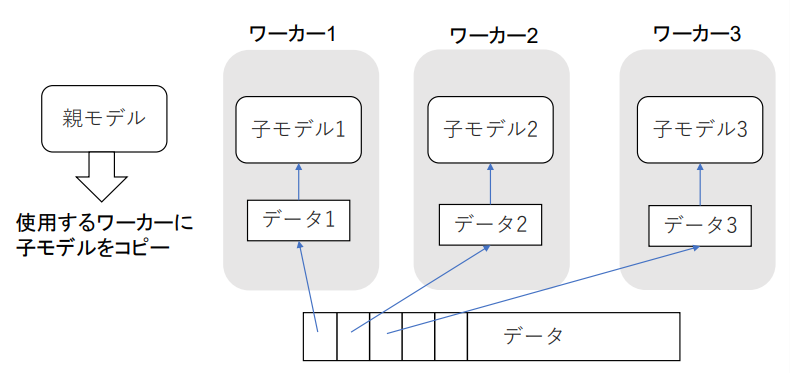 ワーカー1
ワーカー2
ワーカー3
親モデル
使用するワーカーに
子モデルをコピー
子モデル1
子モデル2
子モデル3
データ1
データ2
データ3
データ